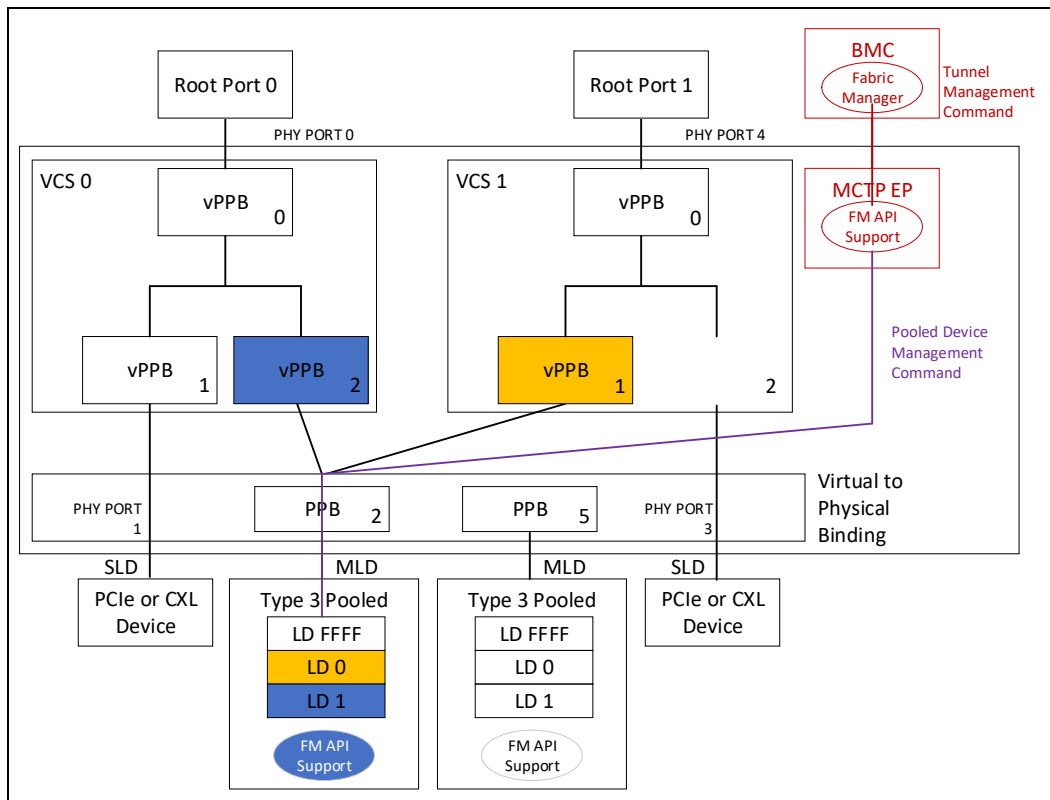 Root Port 0
Root Port 1
BMC
Fabric
Manager
Tunnel
Management
Command
PHY PORT 0
PHY PORT 4
VCS 0
vPPB
0
VCS 1
vPPB
0
MCTP EP
FM API
Support
vPPB
1
vPPB
2
vPPB
1
2
Pooled Device
Management
Command
PHY PORT
1
PPB
2
PPB
5
PHY PORT
3
Virtual to
Physical
Binding
SLD
MLD
MLD
SLD
PCIe or CXL
Device
Type 3 Pooled
LD FFFF
LD 0
LD 1
FM API
Support
Type 3 Pooled
LD FFFF
LD 0
LD 1
FM API
Support
PCIe or CXL
Device